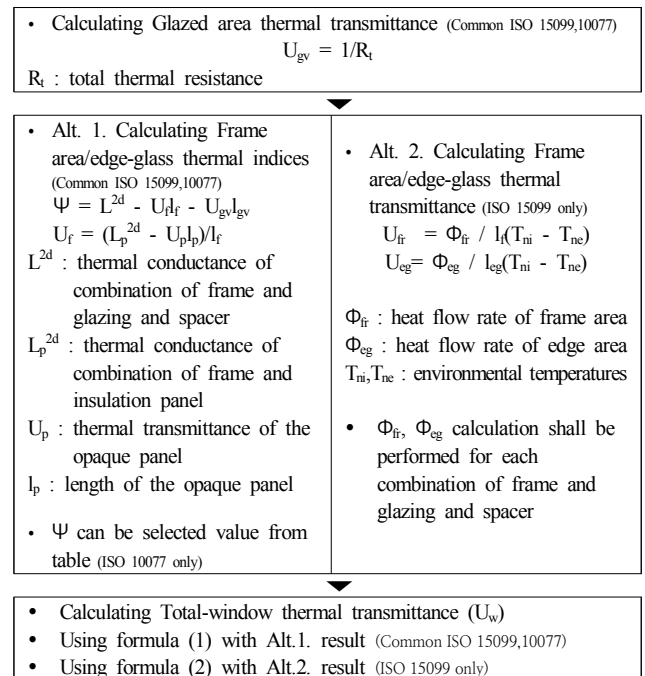 • Calculating Glazed area thermal transmittance (Common ISO 15099,10077)
U_gv = 1/R_t
R_t : total thermal resistance
• Alt. 1. Calculating Frame
area/edge-glass thermal indices
(Common ISO 15099,10077)
Ψ = L^2d - U_f l_f - U_gv l_gv
U_f = (L_p^2d - U_p l_p)/l_f
L^2d : thermal conductance of
combination of frame and
glazing and spacer
L_p^2d : thermal conductance of
combination of frame and
insulation panel
U_p : thermal transmittance of the
opaque panel
l_p : length of the opaque panel
• Ψ can be selected value from
table (ISO 10077 only)
• Alt. 2. Calculating Frame
area/edge-glass thermal
transmittance (ISO 15099 only)
U_fr = Φ_fr / l_f(T_ni - T_ne)
U_eg= Φ_eg / l_eg(T_ni - T_ne)
Φ_fr : heat flow rate of frame area
Φ_eg : heat flow rate of edge area
T_ni,T_ne : environmental temperatures
• Φ_fr, Φ_eg calculation shall be
performed for each
combination of frame and
glazing and spacer
• Calculating Total-window thermal transmittance (U_w)
• Using formula (1) with Alt.1. result (Common ISO 15099,10077)
• Using formula (2) with Alt.2. result (ISO 15099 only)